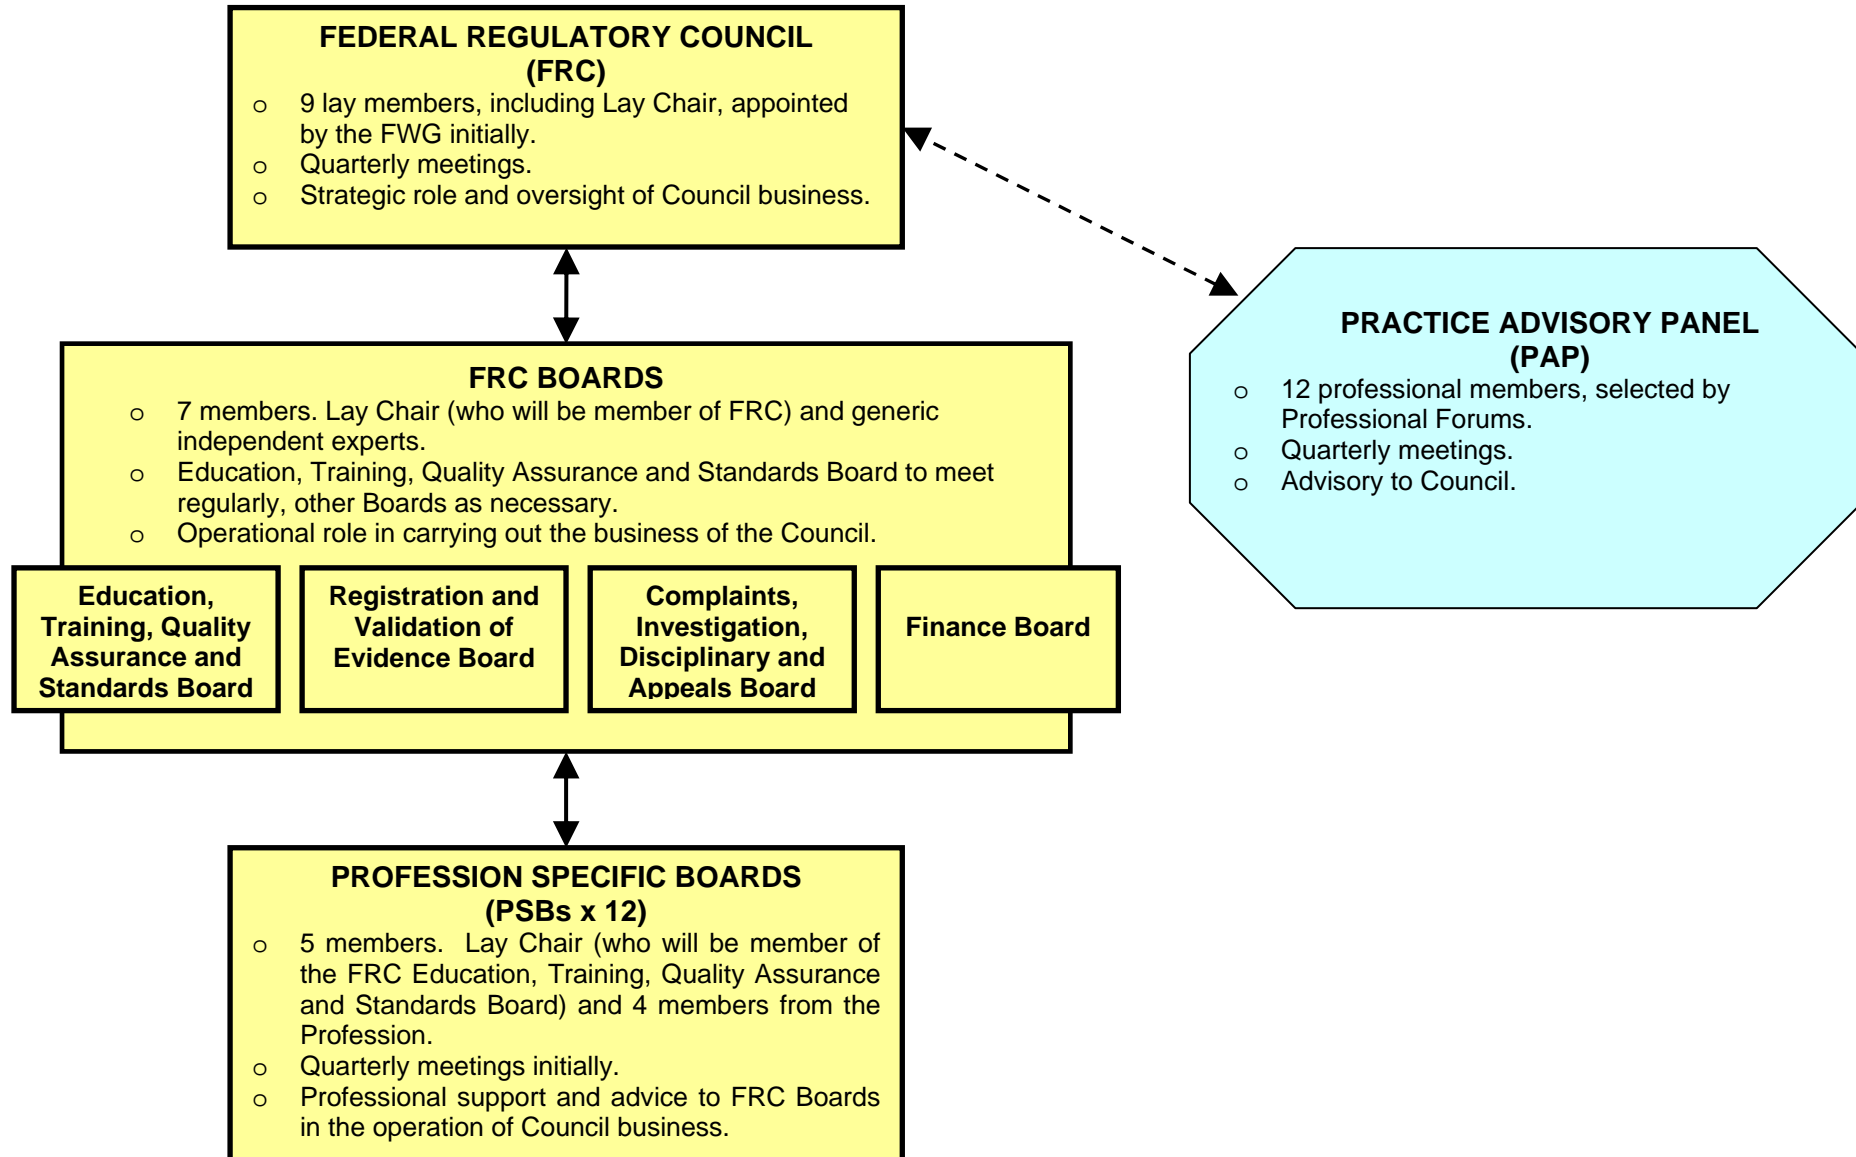 FEDERAL REGULATORY COUNCIL
(FRC)
o 9 lay members, including Lay Chair, appointed
by the FWG initially.
o Quarterly meetings.
o Strategic role and oversight of Council business.
PRACTICE ADVISORY PANEL
(PAP)
o 12 professional members, selected by
Professional Forums.
o Quarterly meetings.
o Advisory to Council.
FRC BOARDS
o 7 members. Lay Chair (who will be member of FRC) and generic
independent experts.
o Education, Training, Quality Assurance and Standards Board to meet
regularly, other Boards as necessary.
o Operational role in carrying out the business of the Council.
Education,
Training, Quality
Assurance and
Standards Board
Registration and
Validation of
Evidence Board
Complaints,
Investigation,
Disciplinary and
Appeals Board
Finance Board
PROFESSION SPECIFIC BOARDS
(PSBs x 12)
o 5 members. Lay Chair (who will be member of
the FRC Education, Training, Quality Assurance
and Standards Board) and 4 members from the
Profession.
o Quarterly meetings initially.
o Professional support and advice to FRC Boards
in the operation of Council business.